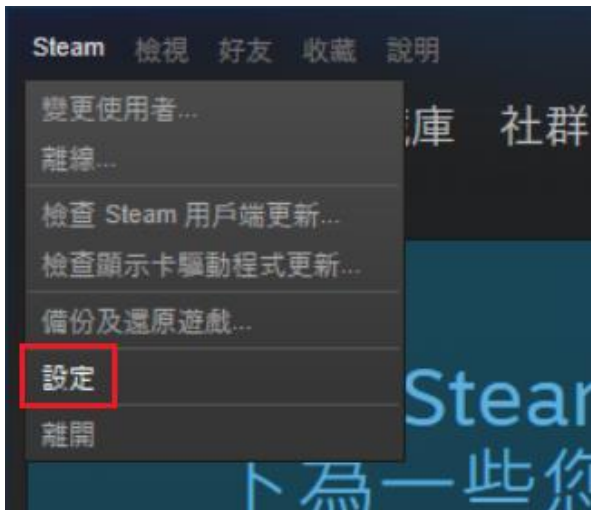 Steam 檢視 好友 收藏 說明
變更使用者...
離線...
檢查 Steam 用戶端更新...
檢查顯示卡驅動程式更新...
備份及還原遊戲...
設定
離開
庫 社群
Stea
下為一些您